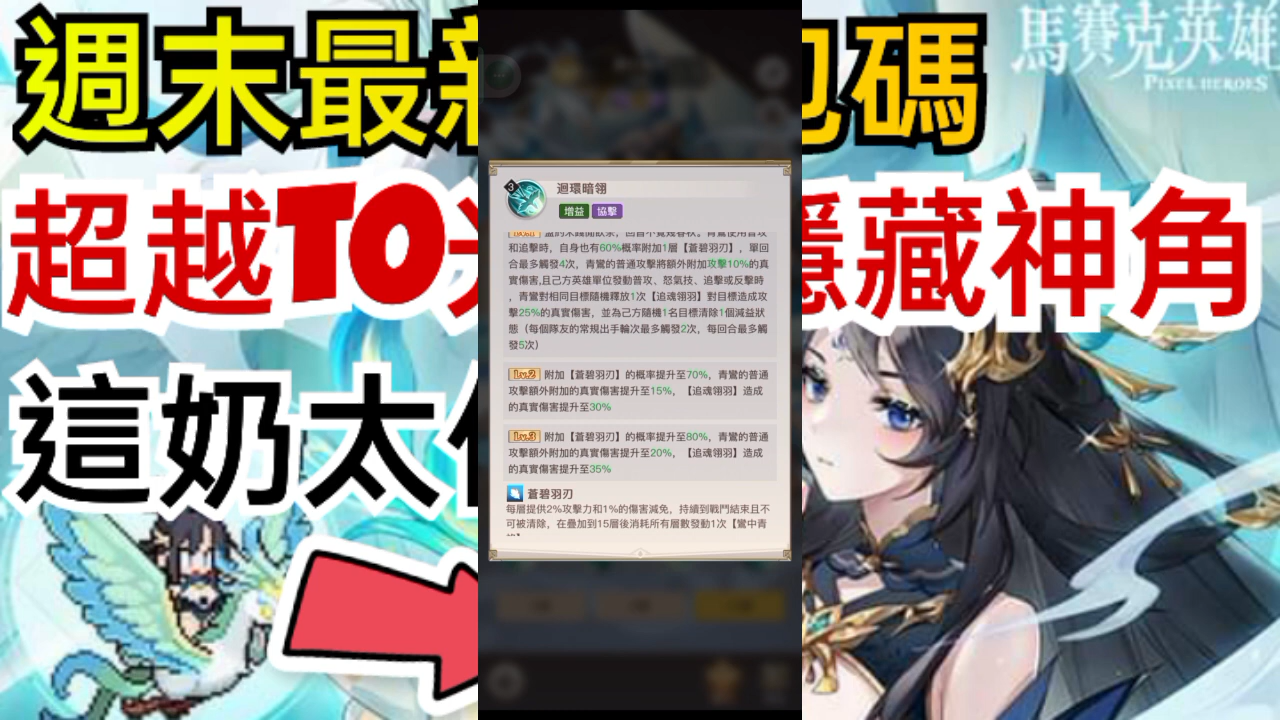 週末最新
包碼
馬賽克英雄
PIXEL HEROES
超越T0
隱藏神角
這奶太
3
迴環暗翎
增益 協擊
和追擊時，自身也有60%概率附加1層【蒼碧羽刃】，單回
合最多觸發4次，青鸞的普通攻擊將額外附加攻擊10%的真
實傷害,且己方英雄單位發動普攻、怒氣技、追擊或反擊時
，青鸞對相同目標隨機釋放1次【追魂翎羽】對目標造成攻
擊25%的真實傷害，並為己方隨機1名目標清除1個減益狀
態（每個隊友的常規出手輪次最多觸發2次，每回合最多觸
發5次）
Lv.2 附加【蒼碧羽刃】的概率提升至70%，青鸞的普通
攻擊額外附加的真實傷害提升至15%，【追魂翎羽】造成
的真實傷害提升至30%
Lv.3 附加【蒼碧羽刃】的概率提升至80%，青鸞的普通
攻擊額外附加的真實傷害提升至20%，【追魂翎羽】造成
的真實傷害提升至35%
蒼碧羽刃
每層提供2%攻擊力和1%的傷害減免，持續到戰鬥結束且不
可被清除，在疊加到15層後消耗所有層數發動1次【鸞中青